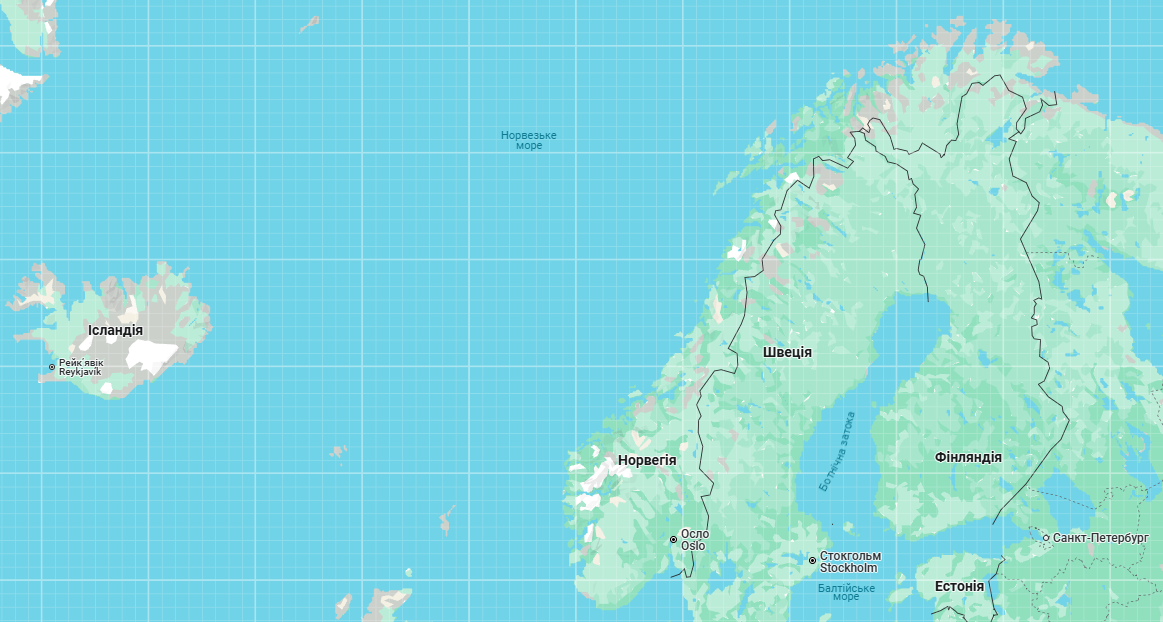 Норвезьке
море
Ісландія
Рейк'явік
Reykjavík
Швеція
Ботнічна затока
Норвегія
Фінляндія
Осло
Oslo
Санкт-Петербург
Стокгольм
Stockholm
Балтійське
море
Естонія